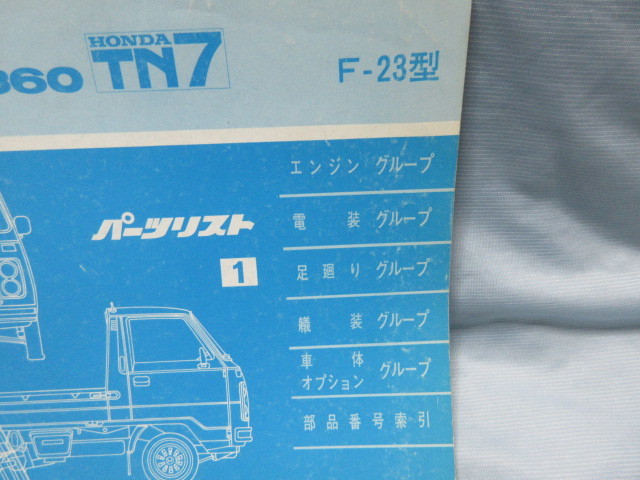 360 HONDA TN7 F-23型
エンジン グループ
電装 グループ
パーツリスト
足廻り グループ
1
艤装 グループ
車体 オプション グループ
部品番号索引